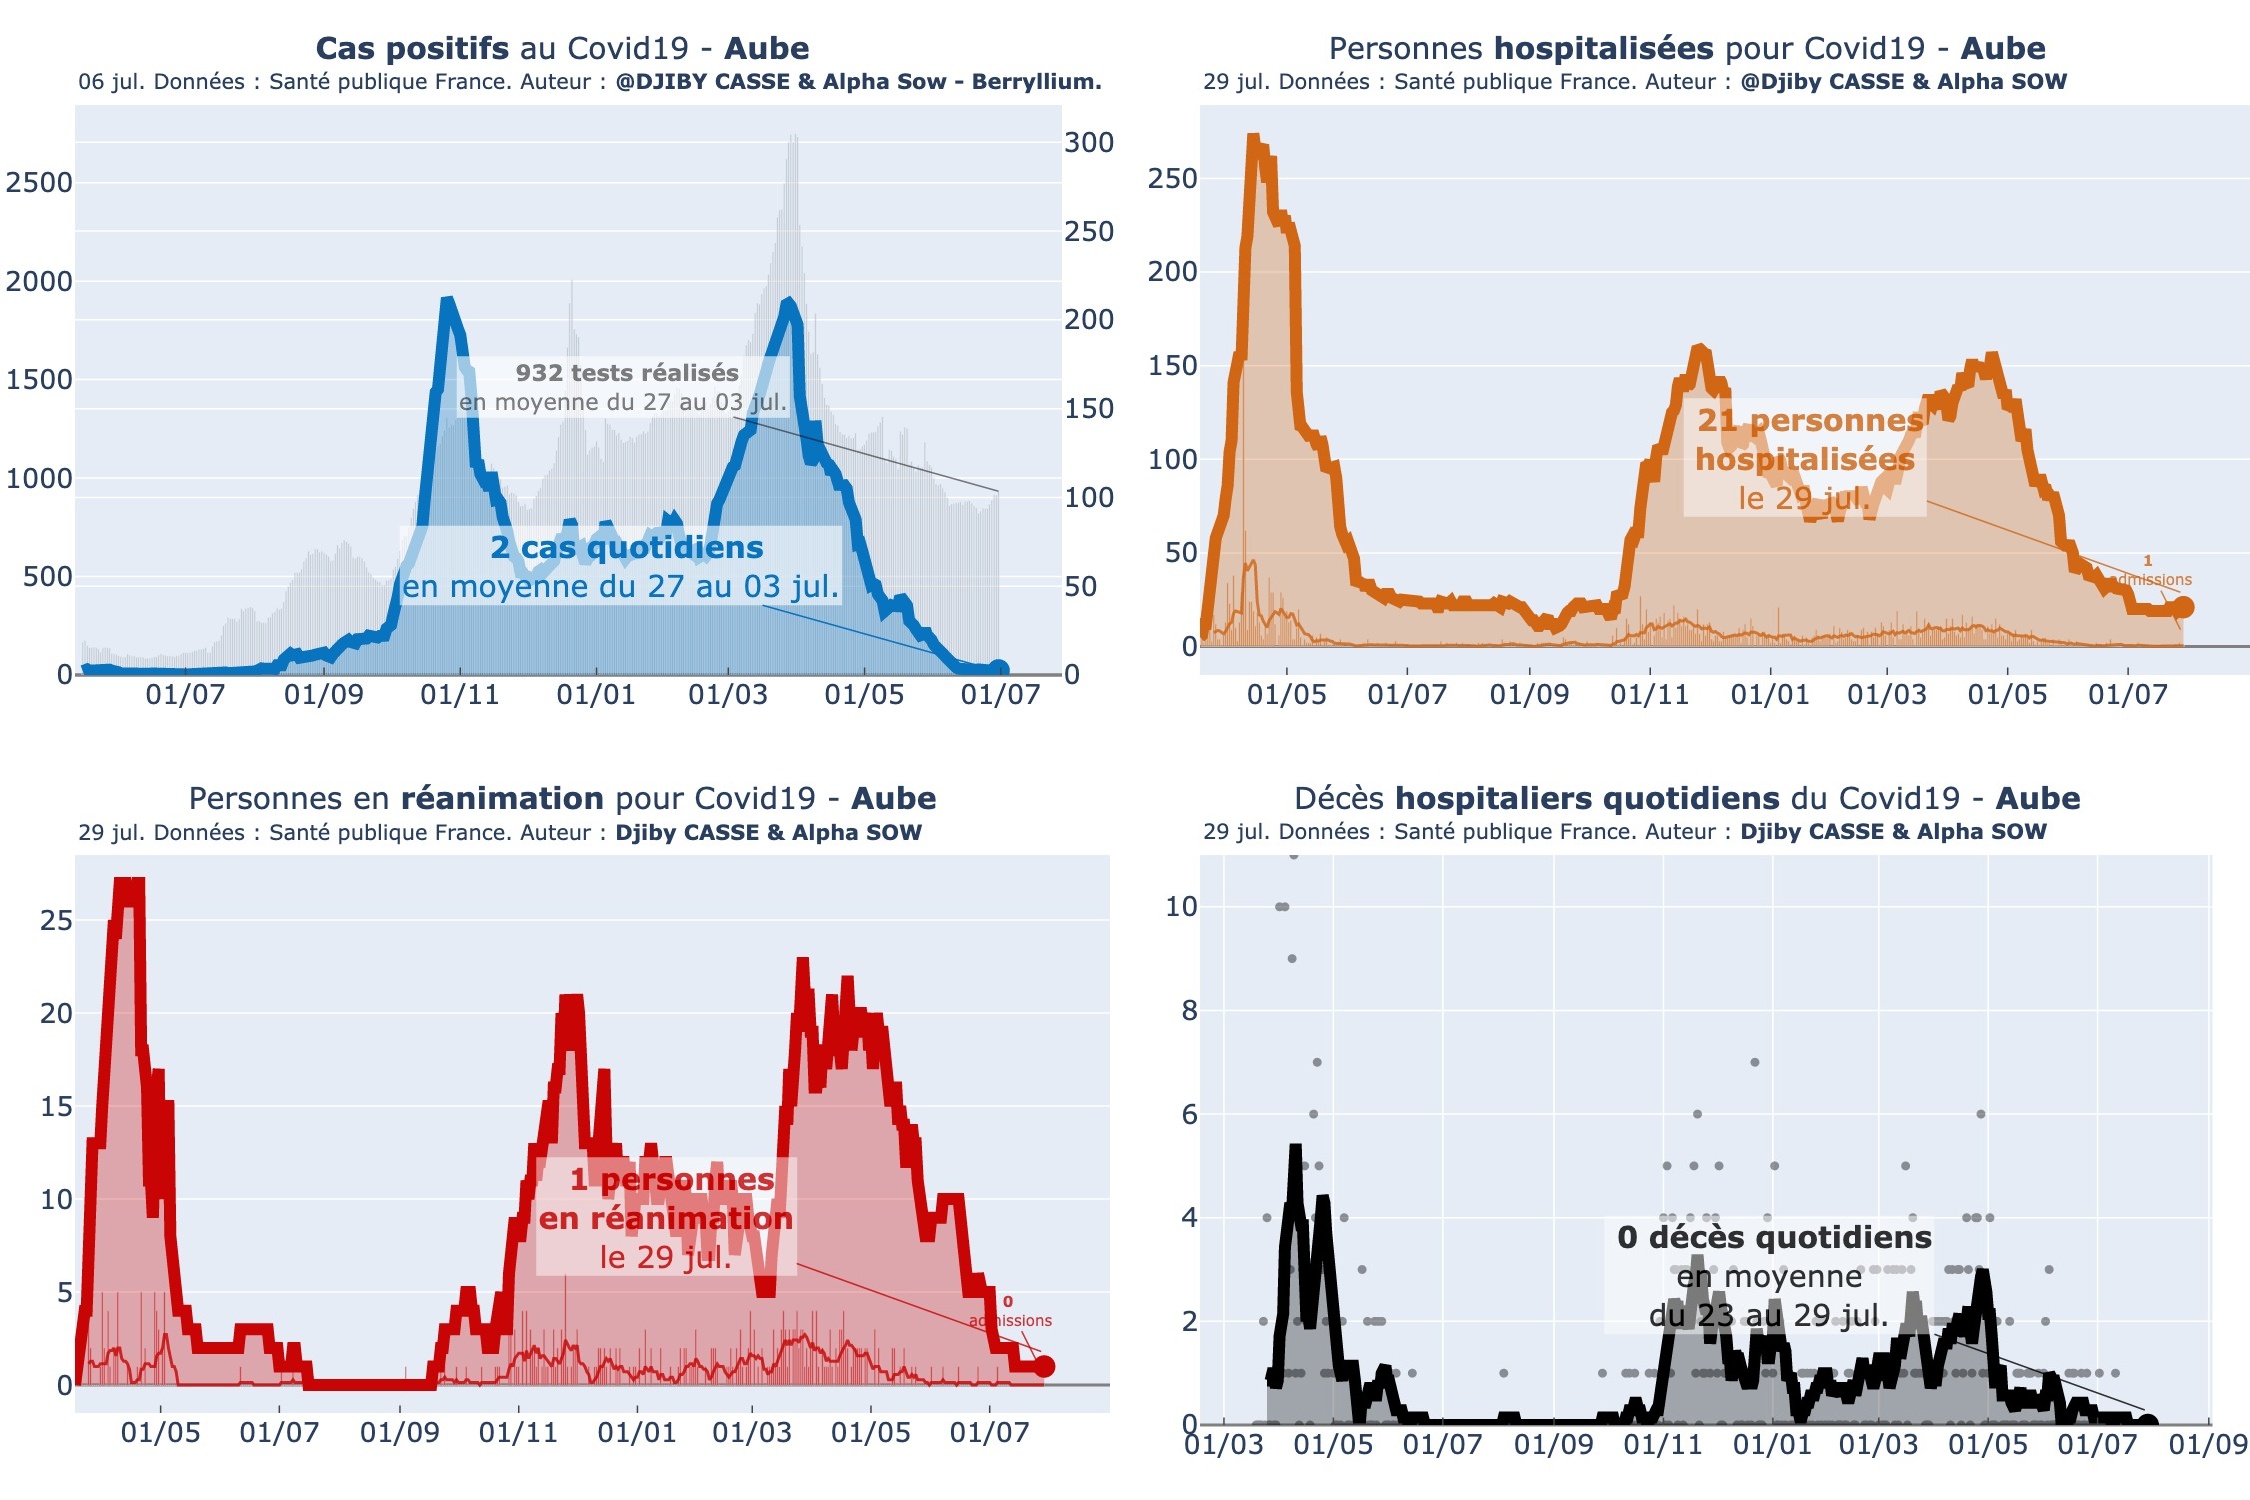 Cas positifs au Covid19 - Aube
06 jul. Données : Santé publique France. Auteur : @DJIBY CASSE & Alpha Sow - Berryllium.
2500
2000
1500
1000
500
0
300
250
200
150
100
50
0
932 tests réalisés
en moyenne du 27 au 03 jul.
2 cas quotidiens
en moyenne du 27 au 03 jul.
01/07
01/09
01/11
01/01
01/03
01/05
01/07
Personnes hospitalisées pour Covid19 - Aube
29 jul. Données : Santé publique France. Auteur : @Djiby CASSE & Alpha SOW
250
200
150
100
50
0
21 personnes
hospitalisées
le 29 jul.
1
admissions
01/05
01/07
01/09
01/11
01/01
01/03
01/05
01/07
Personnes en réanimation pour Covid19 - Aube
29 jul. Données : Santé publique France. Auteur : Djiby CASSE & Alpha SOW
25
20
15
10
5
0
1 personnes
en réanimation
le 29 jul.
0
admissions
01/05
01/07
01/09
01/11
01/01
01/03
01/05
01/07
Décès hospitaliers quotidiens du Covid19 - Aube
29 jul. Données : Santé publique France. Auteur : Djiby CASSE & Alpha SOW
10
8
6
4
2
0
0 décès quotidiens
en moyenne
du 23 au 29 jul.
01/03
01/05
01/07
01/09
01/11
01/01
01/03
01/05
01/07
01/09